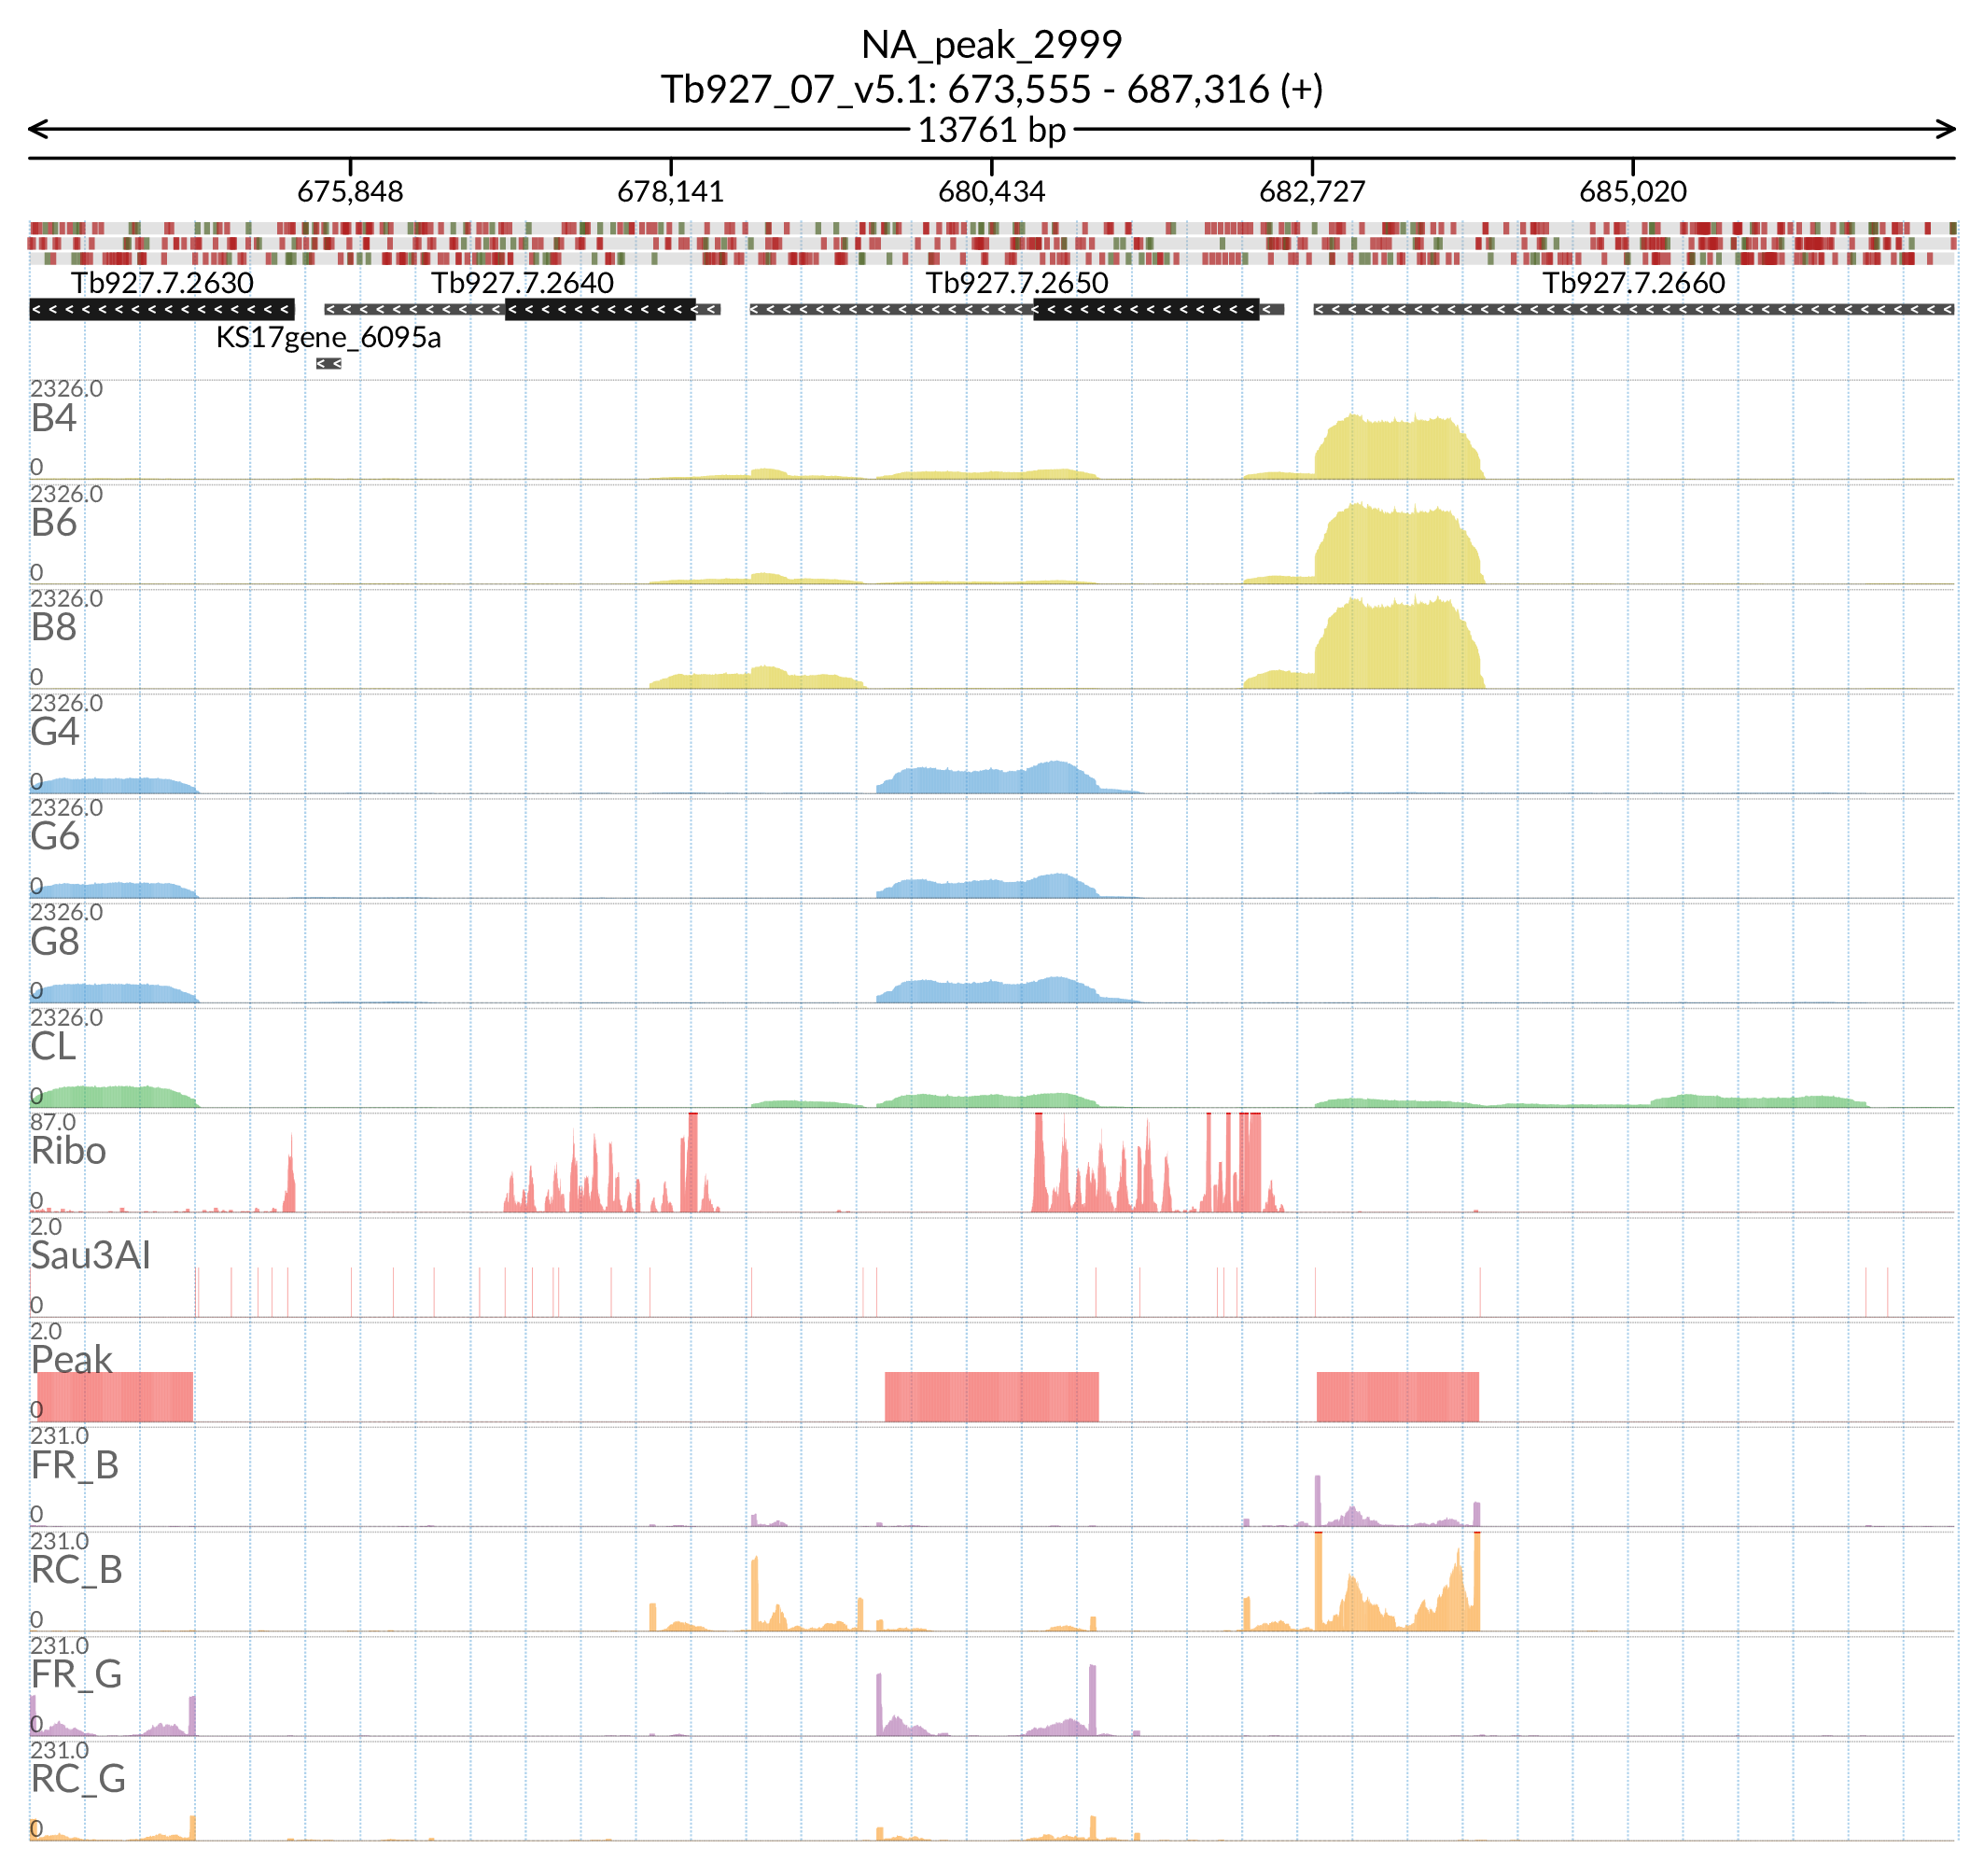 NA_peak_2999
Tb927_07_v5.1: 673,555 - 687,316 (+)
13761 bp
675,848 678,141 680,434 682,727 685,020
Tb927.7.2630 Tb927.7.2640 Tb927.7.2650 Tb927.7.2660
KS17gene_6095a
2326.0
B4
0
2326.0
B6
0
2326.0
B8
0
2326.0
G4
0
2326.0
G6
0
2326.0
G8
0
2326.0
CL
0
87.0
Ribo
0
2.0
Sau3AI
0
2.0
Peak
0
231.0
FR_B
0
231.0
RC_B
0
231.0
FR_G
0
231.0
RC_G
0